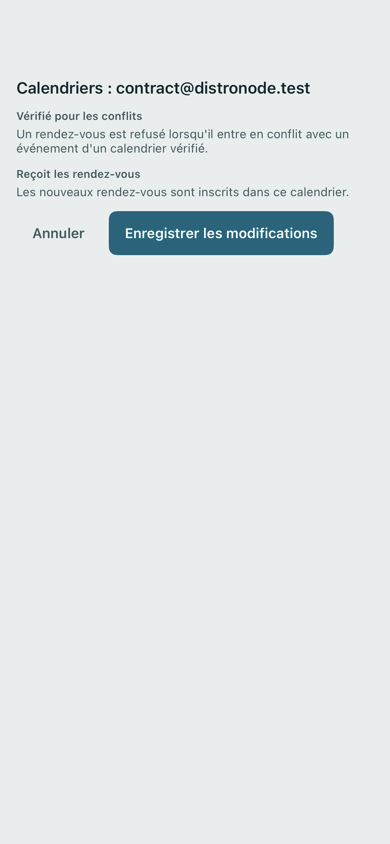 Calendriers : contract@distronode.test
Vérifié pour les conflits
Un rendez-vous est refusé lorsqu'il entre en conflit avec un
événement d'un calendrier vérifié.
Reçoit les rendez-vous
Les nouveaux rendez-vous sont inscrits dans ce calendrier.
Annuler
Enregistrer les modifications